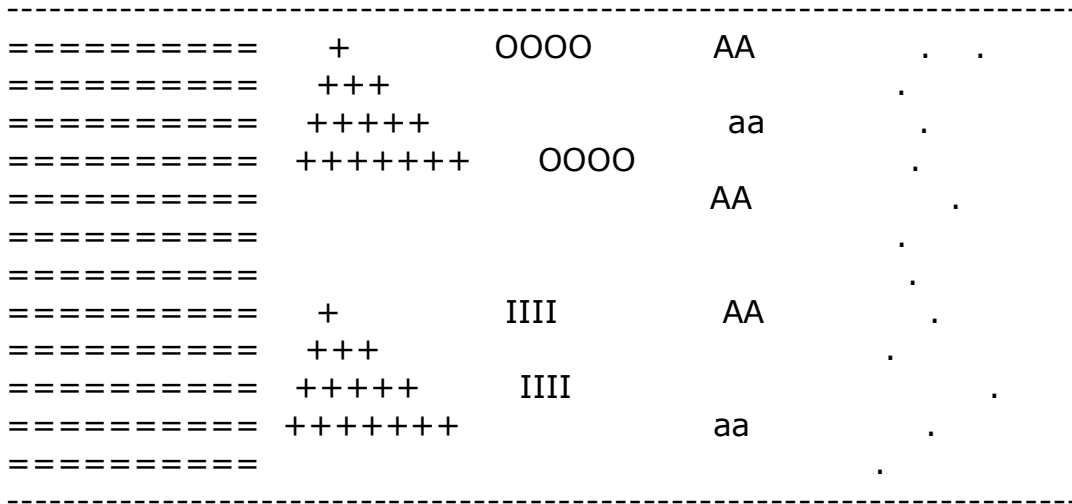 ----------------------------------------------------------------------------
==========      +             OOOO           AA               .    .
==========     +++                                              .
==========    +++++                           aa              .
==========   +++++++      OOOO                         .
==========                                         AA                  .
==========                                                           .
==========                                                            .
==========     +               IIII               AA               .
==========    +++                                              .
==========   +++++         IIII                                       .
==========  +++++++                       aa                .
==========                                                         .
----------------------------------------------------------------------------